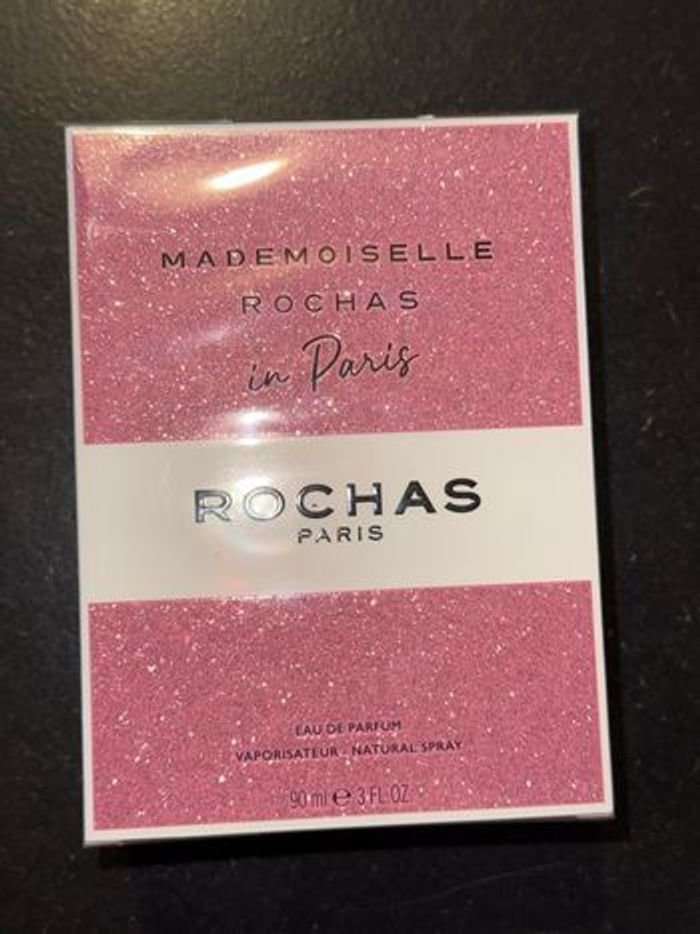 MADEMOISELLE
ROCHAS
in Paris
ROCHAS
PARIS
EAU DE PARFUM
VAPORISATEUR - NATURAL SPRAY
90 ml ℮ 3 FL. OZ.